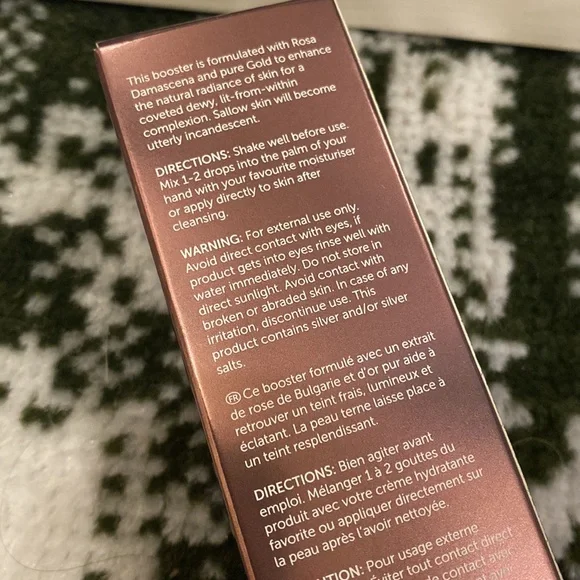 This booster is formulated with Rosa
Damascena and pure Gold to enhance
the natural radiance of skin for a
coveted dewy, lit-from-within
complexion. Sallow skin will become
utterly incandescent.
DIRECTIONS: Shake well before use.
Mix 1-2 drops into the palm of your
hand with your favourite moisturiser
or apply directly to skin after
cleansing.
WARNING: For external use only.
Avoid direct contact with eyes, if
product gets into eyes rinse well with
water immediately. Do not store in
direct sunlight. Avoid contact with
broken or abraded skin. In case of any
irritation, discontinue use. This
product contains silver and/or silver
salts.
FR Ce booster formulé avec un extrait
de rose de Bulgarie et d'or pur aide à
retrouver un teint frais, lumineux et
éclatant. La peau terne laisse place à
un teint resplendissant.
DIRECTIONS: Bien agiter avant
emploi. Mélanger 1 à 2 gouttes du
produit avec votre crème hydratante
favorite ou appliquer directement sur
la peau après l'avoir nettoyée.
UTION: Pour usage externe
Éviter tout contact direct
contact avec